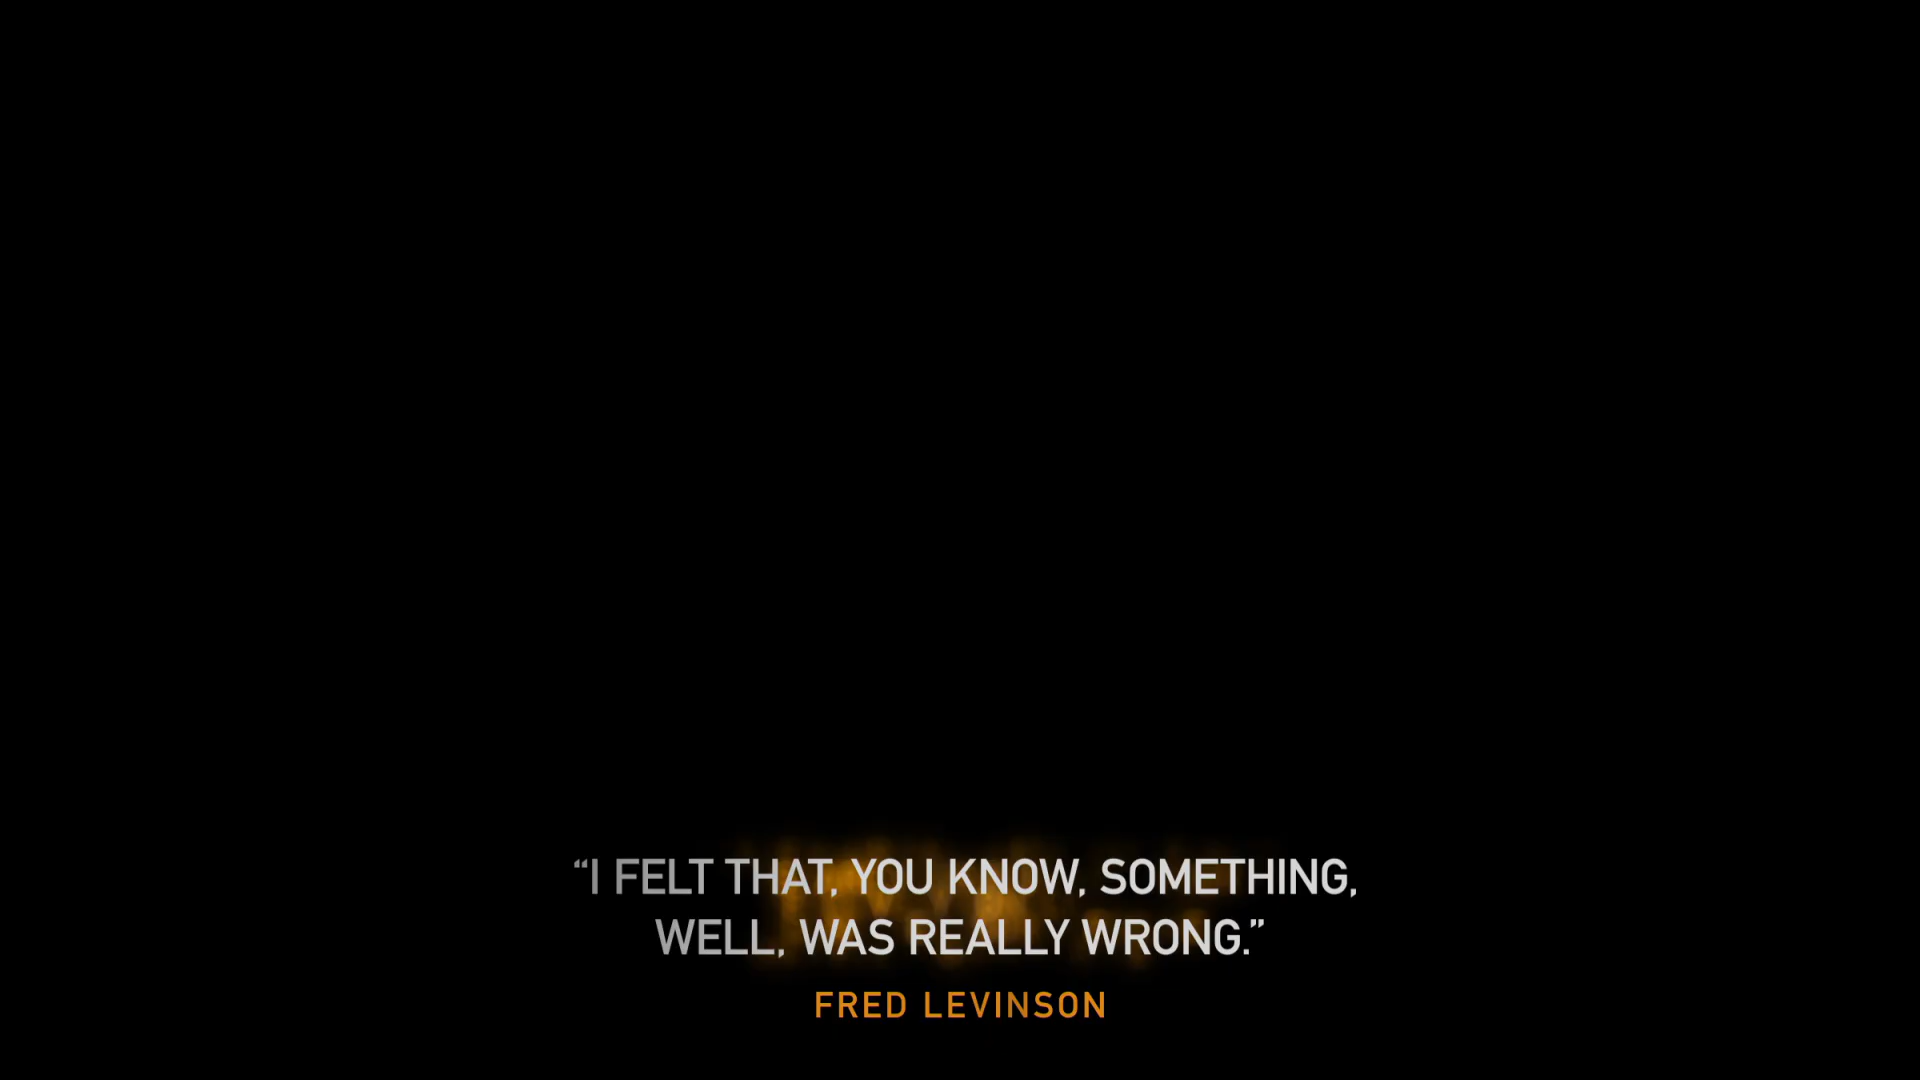 “I FELT THAT, YOU KNOW, SOMETHING,
WELL, WAS REALLY WRONG.”
FRED LEVINSON